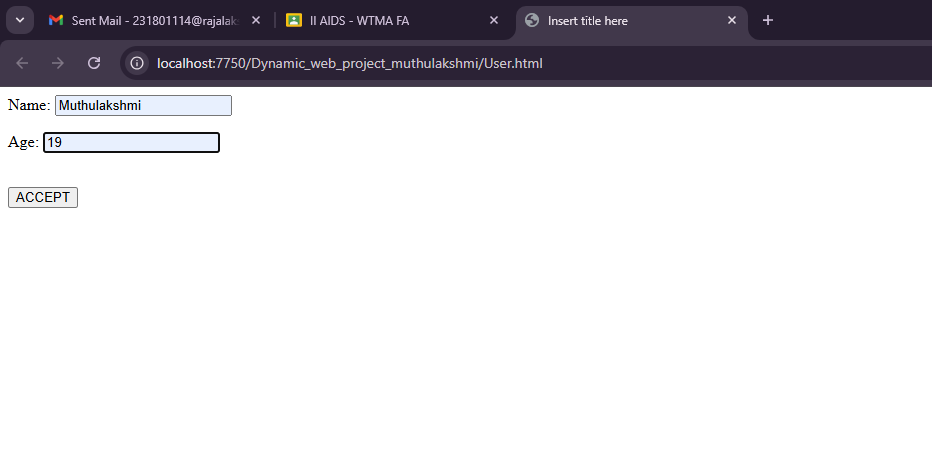 Sent Mail - 231801114@rajalak
II AIDS - WTMA FA
Insert title here
localhost:7750/Dynamic_web_project_muthulakshmi/User.html
Name: Muthulakshmi
Age: 19
ACCEPT